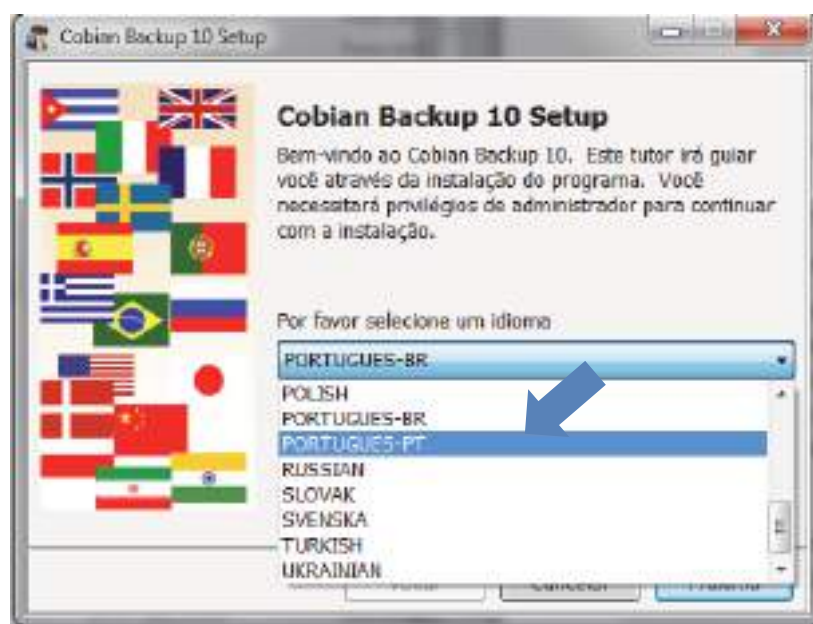 Cobian Backup 10 Setup
Cobian Backup 10 Setup
Bem-vindo ao Cobian Backup 10. Este tutor irá guiar
você através da instalação do programa. Você
necessitará privilégios de administrador para continuar
com a instalação.
Por favor selecione um idioma
PORTUGUES-BR
POLISH
PORTUGUES-BR
PORTUGUES-PT
RUSSIAN
SLOVAK
SVENSKA
TURKISH
UKRAINIAN
Cancelar